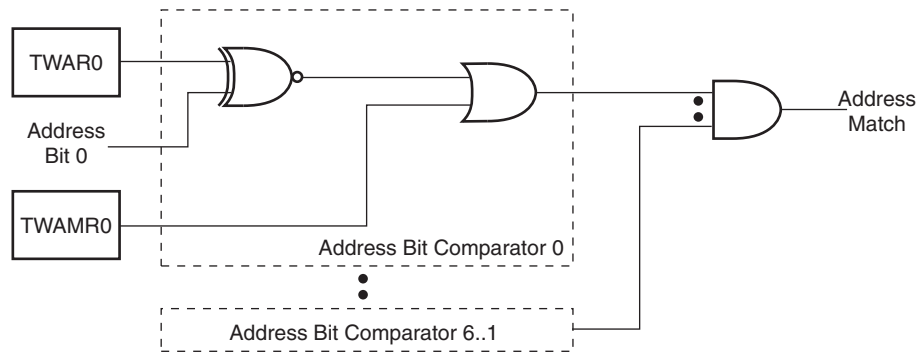 TWAR0
Address
Bit 0
TWAMR0
Address Bit Comparator 0
Address
Match
Address Bit Comparator 6..1